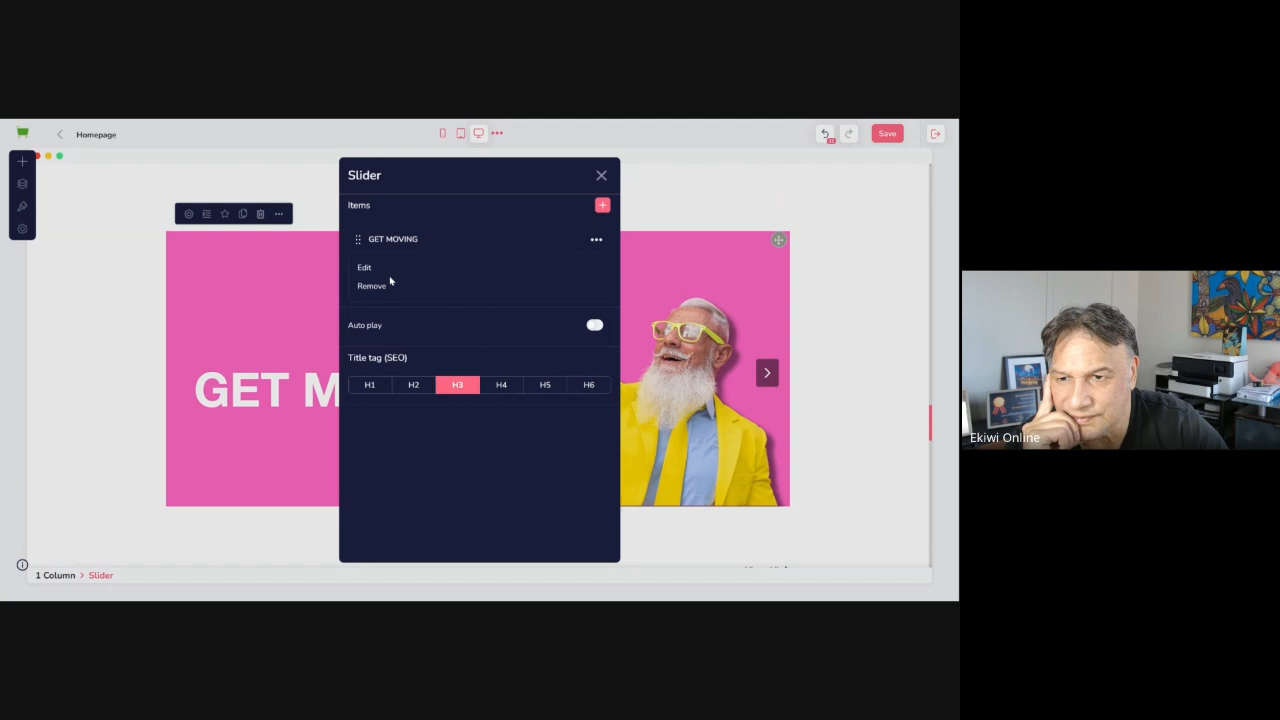 Homepage
Save
Slider
Items
GET MOVING
Edit
Remove
Auto play
Title tag (SEO)
H1 H2 H3 H4 H5 H6
GET M
1 Column > Slider
Ekiwi Online